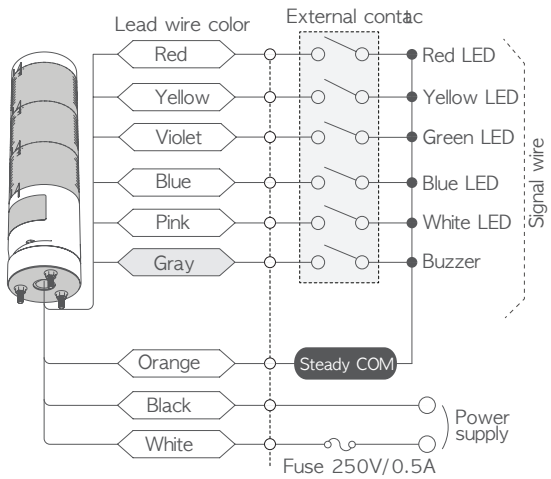 Lead wire color
External contac
Red
Red LED
Yellow
Yellow LED
Violet
Green LED
Blue
Blue LED
Pink
White LED
Gray
Buzzer
Signal wire
Orange
Steady COM
Black
White
Power
supply
Fuse 250V/0.5A